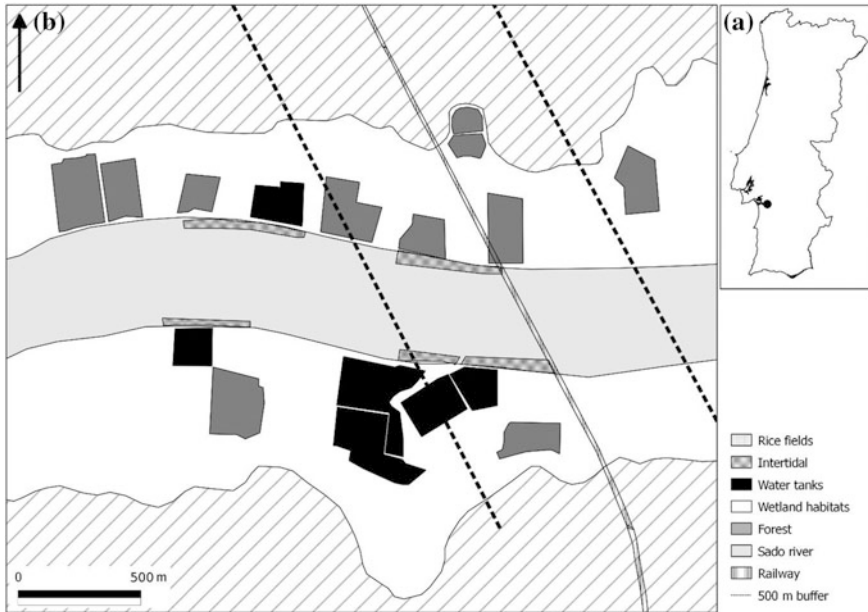 (b)
(a)
Rice fields
Intertidal
Water tanks
Wetland habitats
Forest
Sado river
Railway
500 m buffer
0 500 m